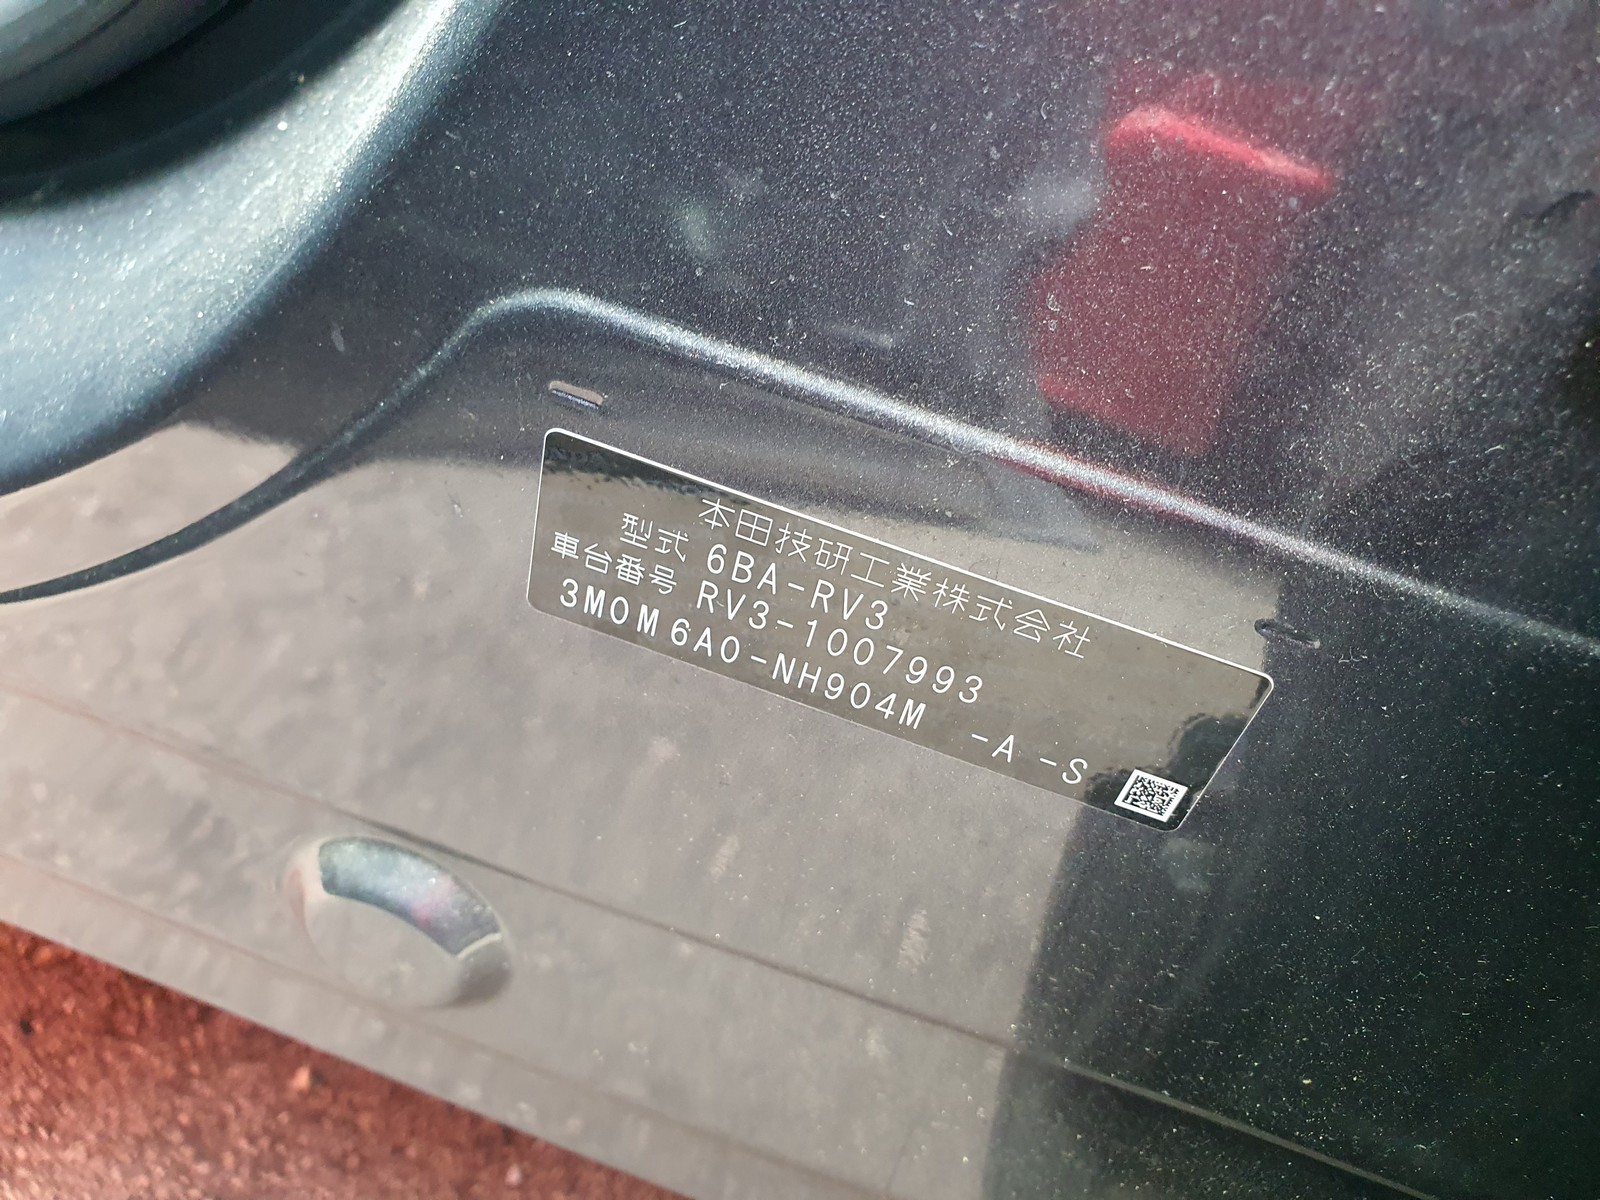 本田技研工業株式会社
型式 6BA-RV3
車台番号 RV3-1007993
3M0M6A0-NH904M -A -S